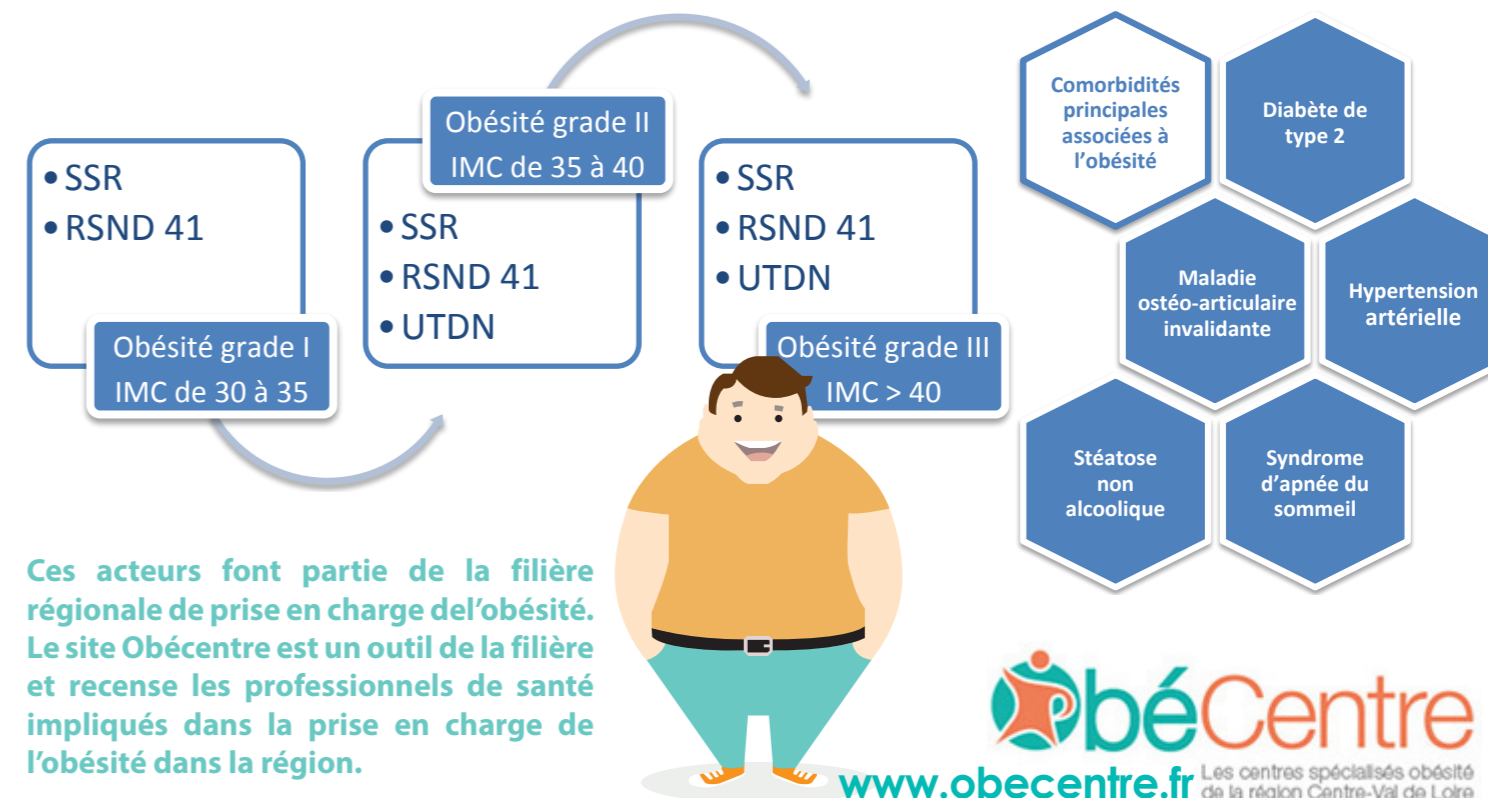 • SSR
• RSND 41
Obésité grade I
IMC de 30 à 35
Obésité grade II
IMC de 35 à 40
• SSR
• RSND 41
• UTDN
• SSR
• RSND 41
• UTDN
Obésité grade III
IMC > 40
Comorbidités
principales
associées à
l’obésité
Diabète de
type 2
Maladie
ostéo-articulaire
invalidante
Hypertension
artérielle
Stéatose
non
alcoolique
Syndrome
d’apnée du
sommeil
Ces acteurs font partie de la filière
régionale de prise en charge del’obésité.
Le site Obécentre est un outil de la filière
et recense les professionnels de santé
impliqués dans la prise en charge de
l’obésité dans la région.
ObéCentre
www.obecentre.fr
Les centres spécialisés obésité
de la région Centre-Val de Loire